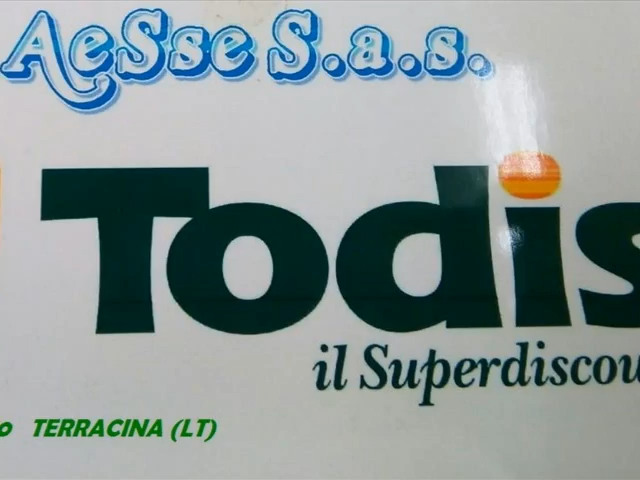 AeSse S.a.s.
Todis
il Superdiscou
TERRACINA (LT)